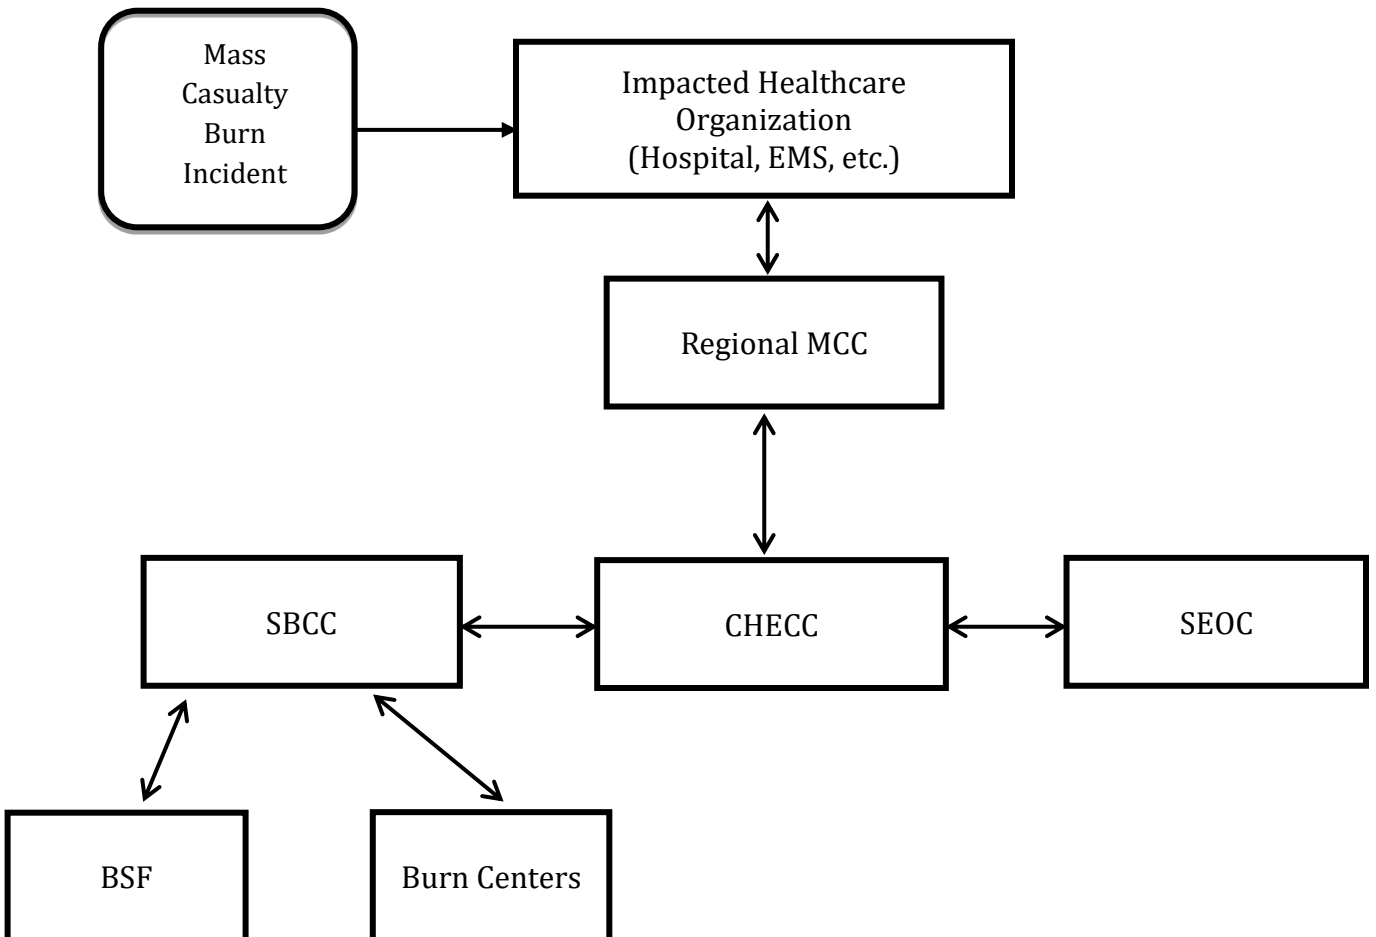 Mass
Casualty
Burn
Incident
Impacted Healthcare
Organization
(Hospital, EMS, etc.)
Regional MCC
SBCC
CHECC
SEOC
BSF
Burn Centers